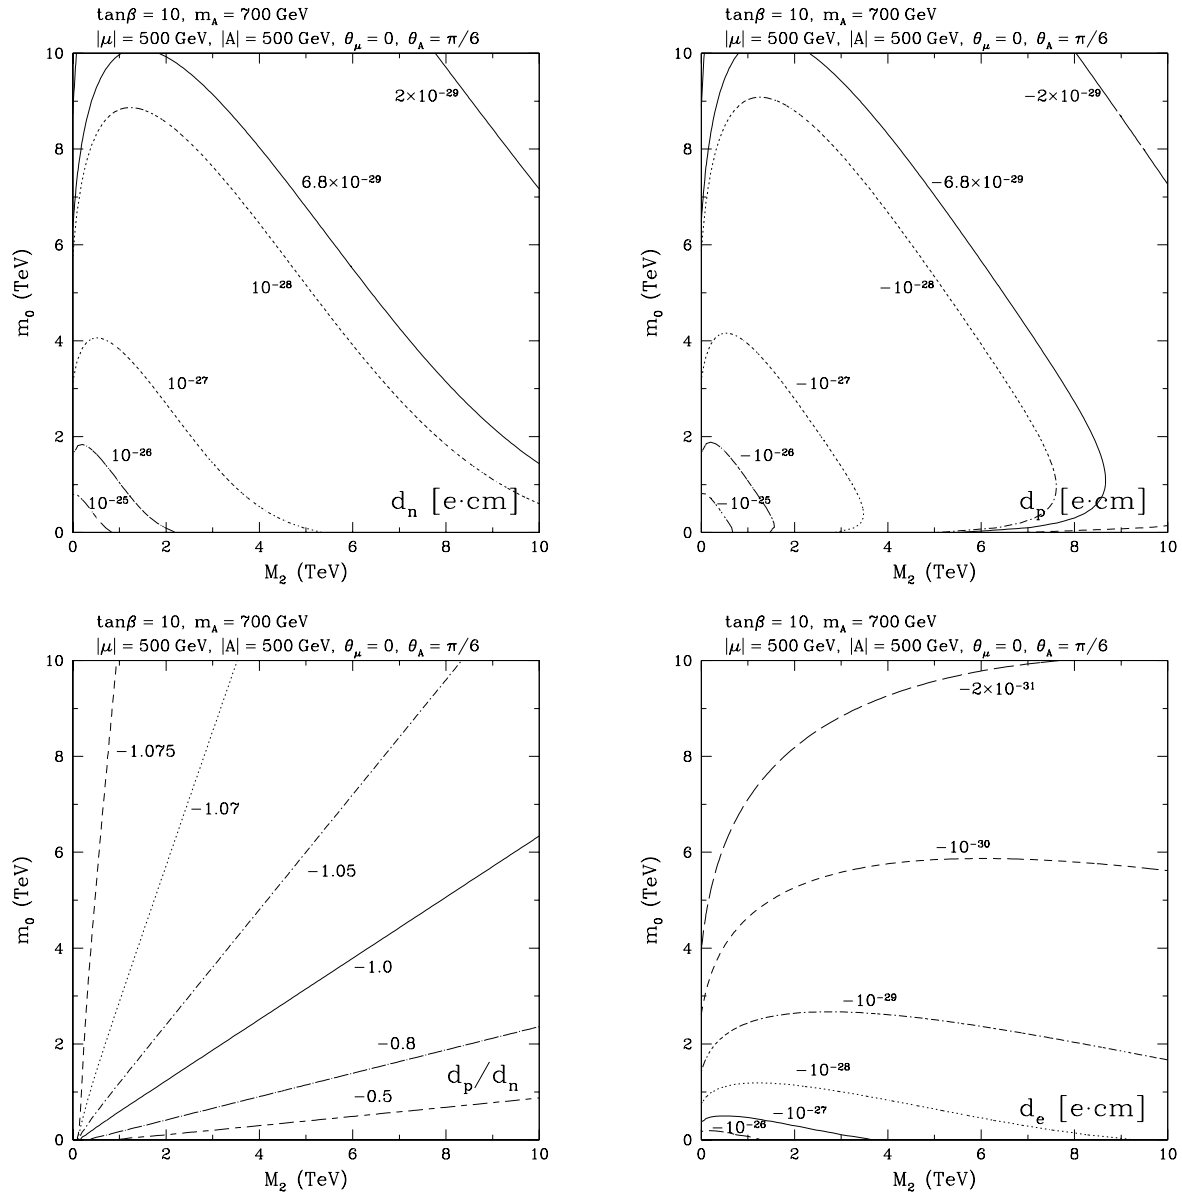 tanβ = 10, m_A = 700 GeV
|μ| = 500 GeV, |A| = 500 GeV, θ_μ = 0, θ_A = π/6
10
8
6
4
2
0
m_0 (TeV)
2×10^−29
6.8×10^−29
10^−28
10^−27
10^−26
10^−25
d_n [e·cm]
0 2 4 6 8 10
M_2 (TeV)
tanβ = 10, m_A = 700 GeV
|μ| = 500 GeV, |A| = 500 GeV, θ_μ = 0, θ_A = π/6
10
8
6
4
2
0
m_0 (TeV)
−2×10^−29
−6.8×10^−29
−10^−28
−10^−27
−10^−26
−10^−25
d_p [e·cm]
0 2 4 6 8 10
M_2 (TeV)
tanβ = 10, m_A = 700 GeV
|μ| = 500 GeV, |A| = 500 GeV, θ_μ = 0, θ_A = π/6
10
8
6
4
2
0
m_0 (TeV)
−1.075
−1.07
−1.05
−1.0
−0.8
−0.5
d_p/d_n
0 2 4 6 8 10
M_2 (TeV)
tanβ = 10, m_A = 700 GeV
|μ| = 500 GeV, |A| = 500 GeV, θ_μ = 0, θ_A = π/6
10
8
6
4
2
0
m_0 (TeV)
−2×10^−31
−10^−30
−10^−29
−10^−28
−10^−27
−10^−26
d_e [e·cm]
0 2 4 6 8 10
M_2 (TeV)